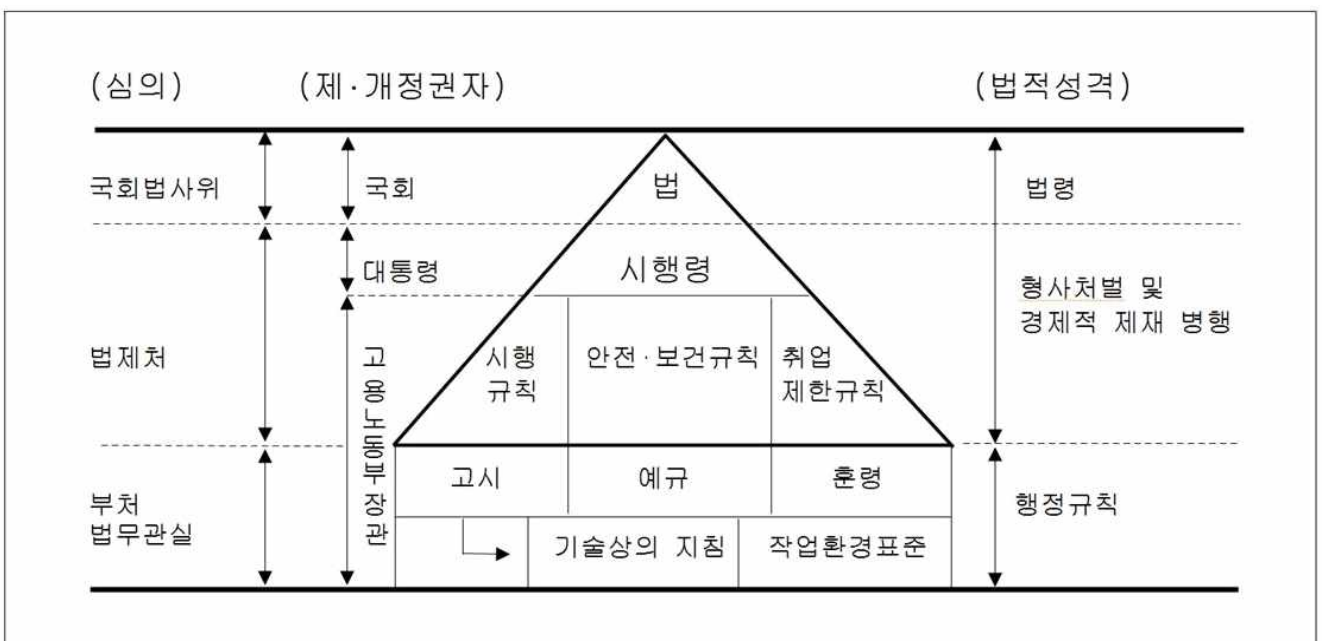 (심의) (제·개정권자) (법적성격)
국회법사위 국회 법 법령
대통령 시행령
형사처벌 및
경제적 제재 병행
법제처
고용노동부장관
시행
규칙
안전·보건규칙
취업
제한규칙
고시 예규 훈령
부처
법무관실
행정규칙
기술상의 지침 작업환경표준